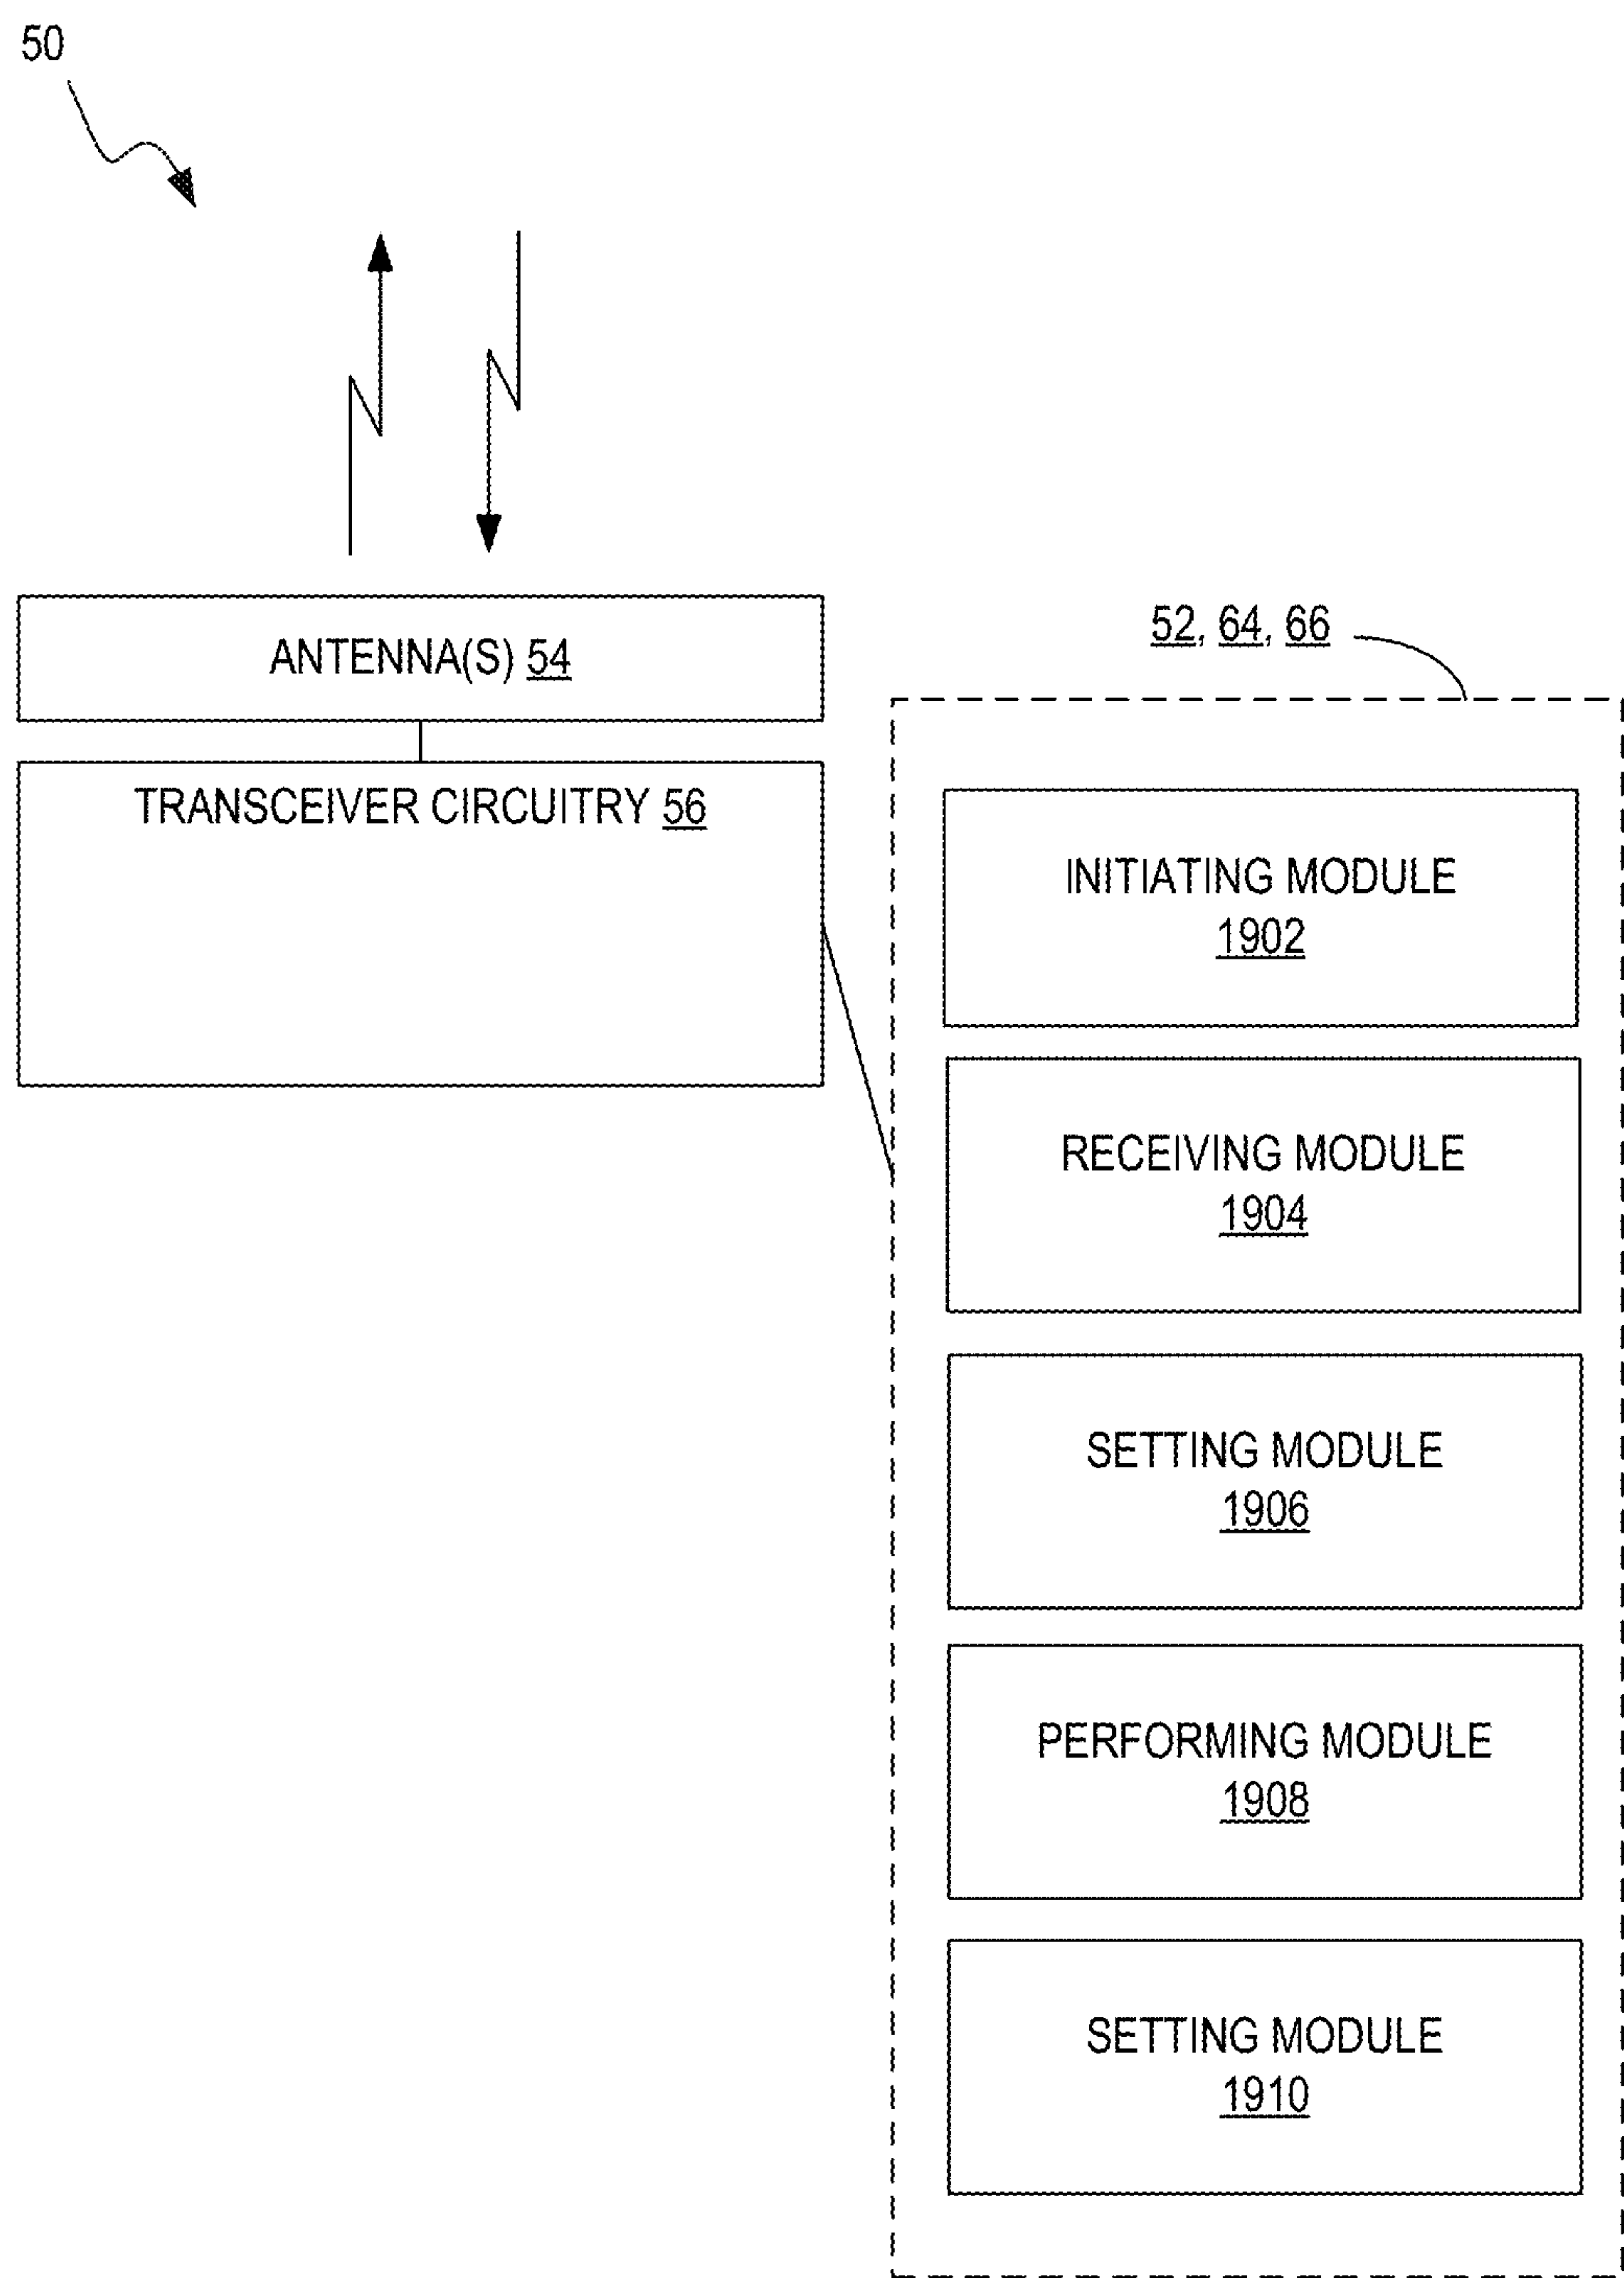 50
ANTENNA(S) 54
52, 64, 66
TRANSCEIVER CIRCUITRY 56
INITIATING MODULE
1902
RECEIVING MODULE
1904
SETTING MODULE
1906
PERFORMING MODULE
1908
SETTING MODULE
1910